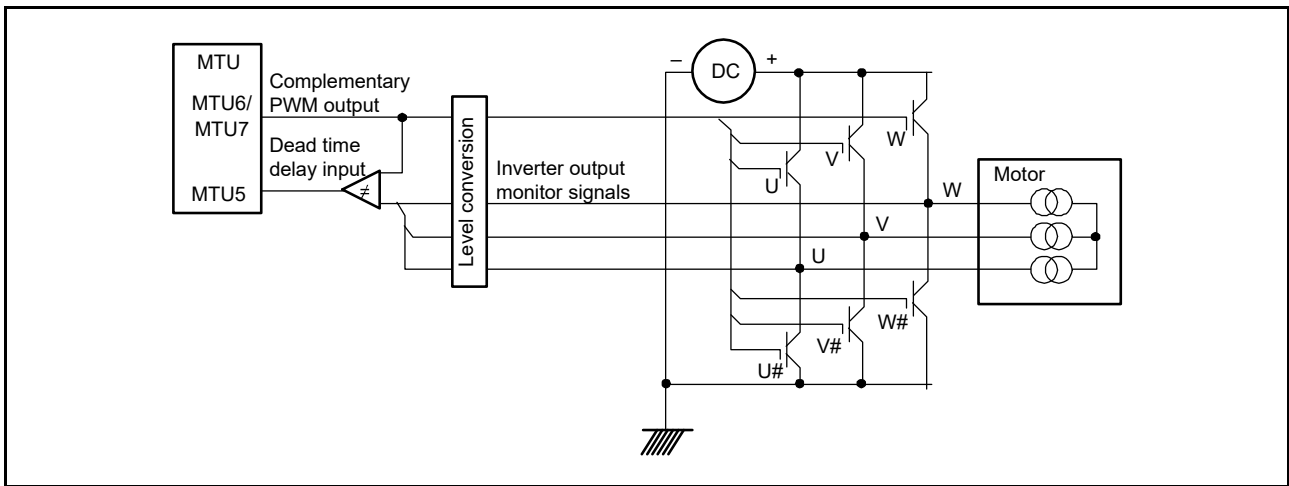 MTU
MTU6/
MTU7
MTU5
Complementary
PWM output
Dead time
delay input
≠
Level conversion
Inverter output
monitor signals
– DC +
W
V
U
W
V
U
W#
V#
U#
Motor